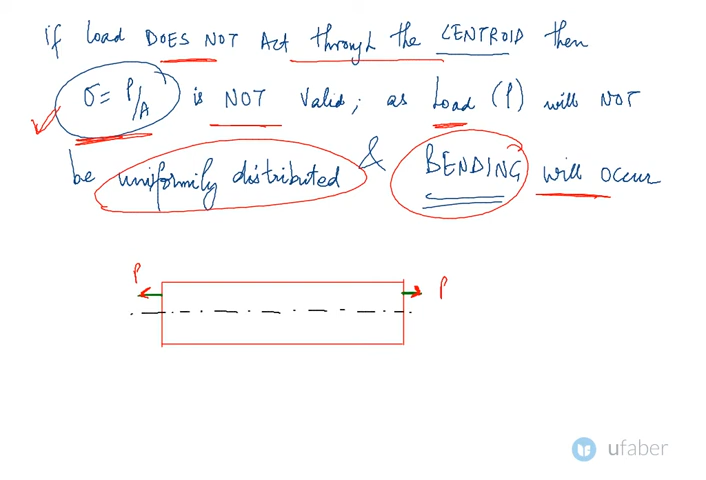 if Load DOES NOT Act through the CENTROID then
σ = P/A is NOT Valid; as Load (P) will NOT
be uniformily distributed & BENDING will occur
P P
ufaber